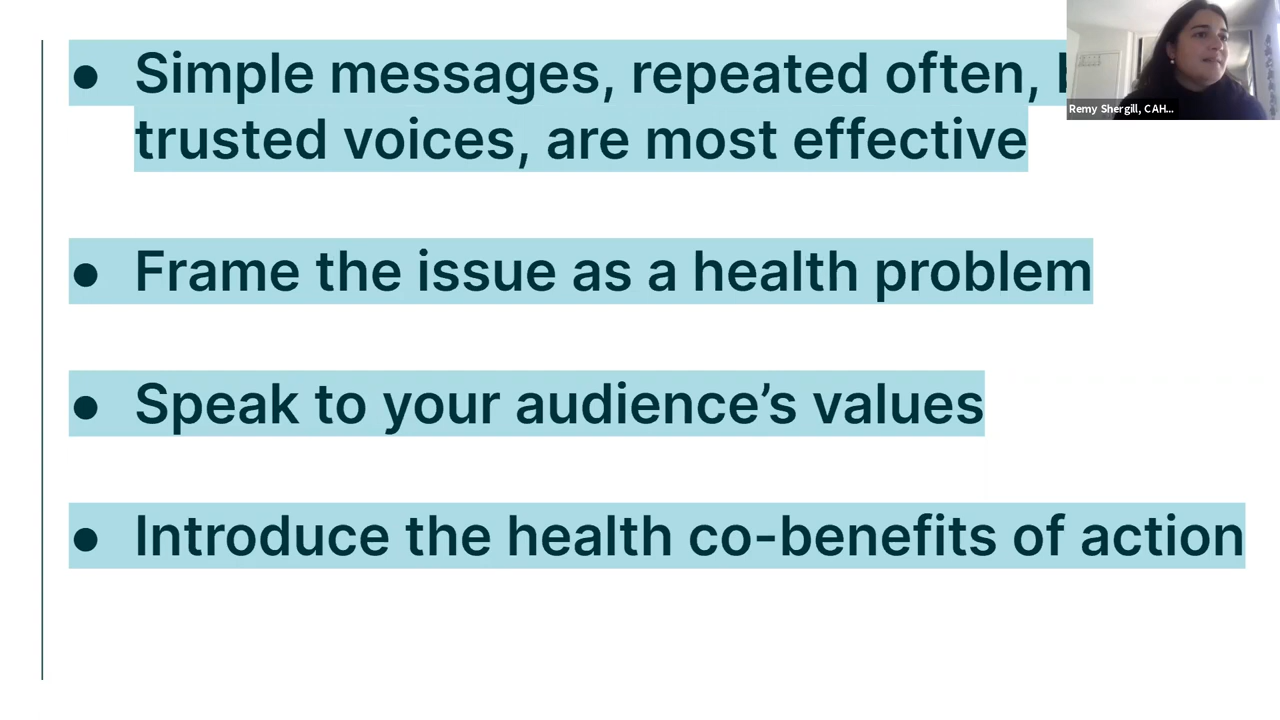 ● Simple messages, repeated often,
trusted voices, are most effective
● Frame the issue as a health problem
● Speak to your audience’s values
● Introduce the health co-benefits of action
Remy Shergill, CAH...